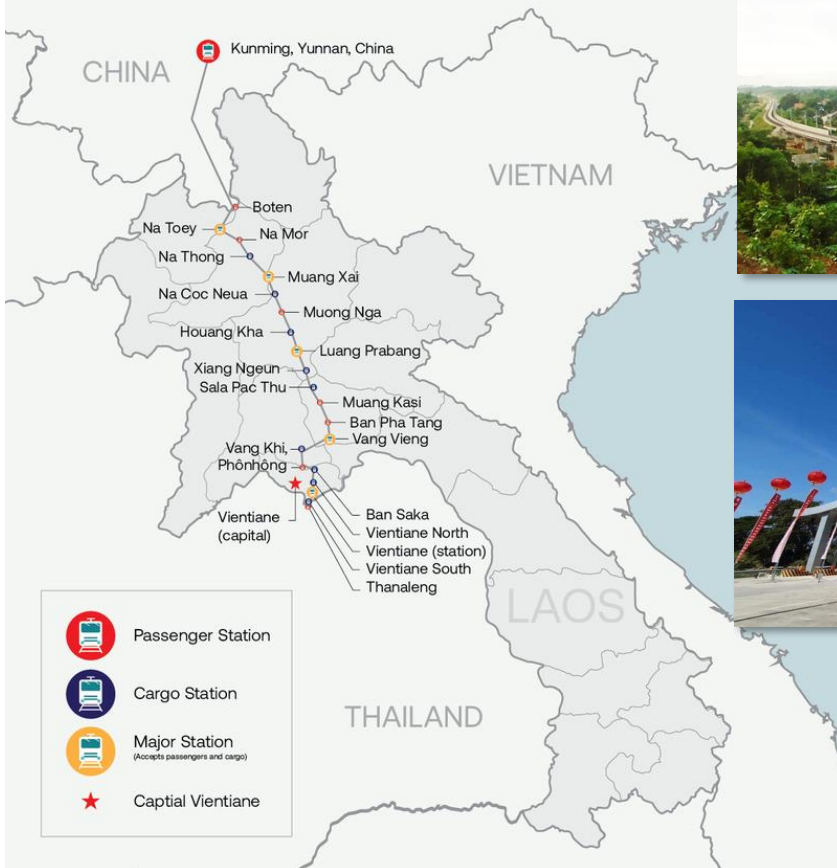 Kunming, Yunnan, China
CHINA
VIETNAM
Boten
Na Toey
Na Mor
Na Thong
Muang Xai
Na Coc Neua
Muong Nga
Houang Kha
Luang Prabang
Xiang Ngeun
Sala Pac Thu
Muang Kasi
Ban Pha Tang
Vang Vieng
Vang Khi,
Phônhông
Vientiane
(capital)
Ban Saka
Vientiane North
Vientiane (station)
Vientiane South
Thanaleng
LAOS
THAILAND
Passenger Station
Cargo Station
Major Station
(Accepts passengers and cargo)
Captial Vientiane